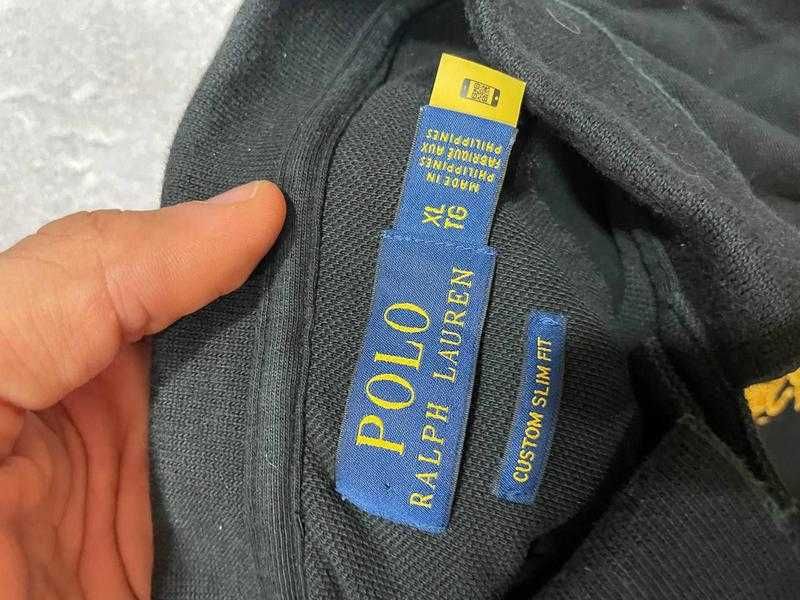 POLO
RALPH LAUREN
XL
TG
MADE IN
PHILIPPINES
FABRIQUÉ AUX
PHILIPPINES
CUSTOM SLIM FIT